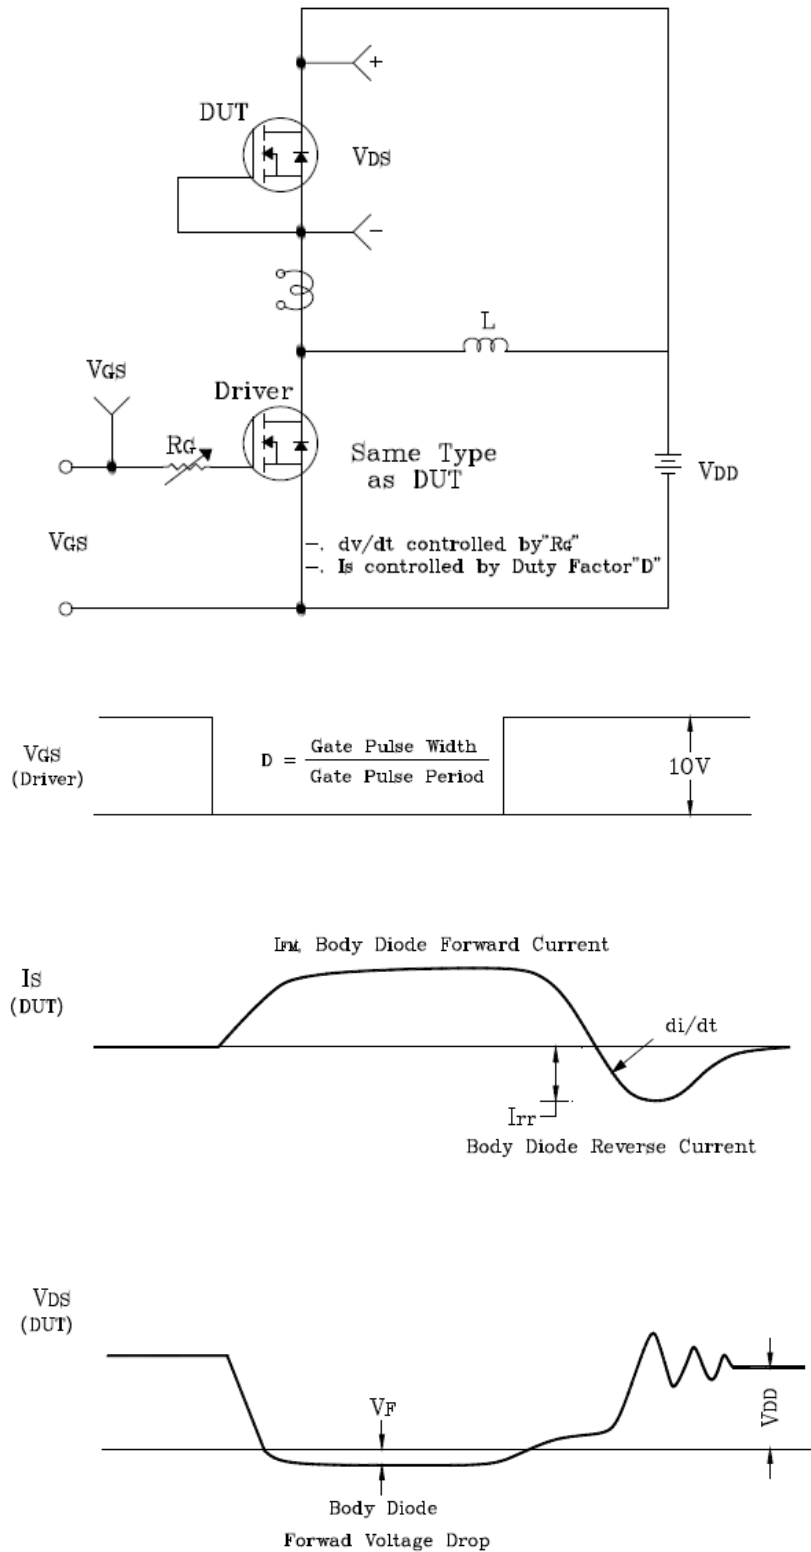 +
DUT
VDS
−
L
VGS
Driver
RG
Same Type
as DUT
VDD
VGS
−. dv/dt controlled by"RG"
−. Is controlled by Duty Factor"D"
VGS
(Driver)
D = Gate Pulse Width
Gate Pulse Period
10V
IFM, Body Diode Forward Current
IS
(DUT)
di/dt
Irr
Body Diode Reverse Current
VDS
(DUT)
VF
VDD
Body Diode
Forwad Voltage Drop